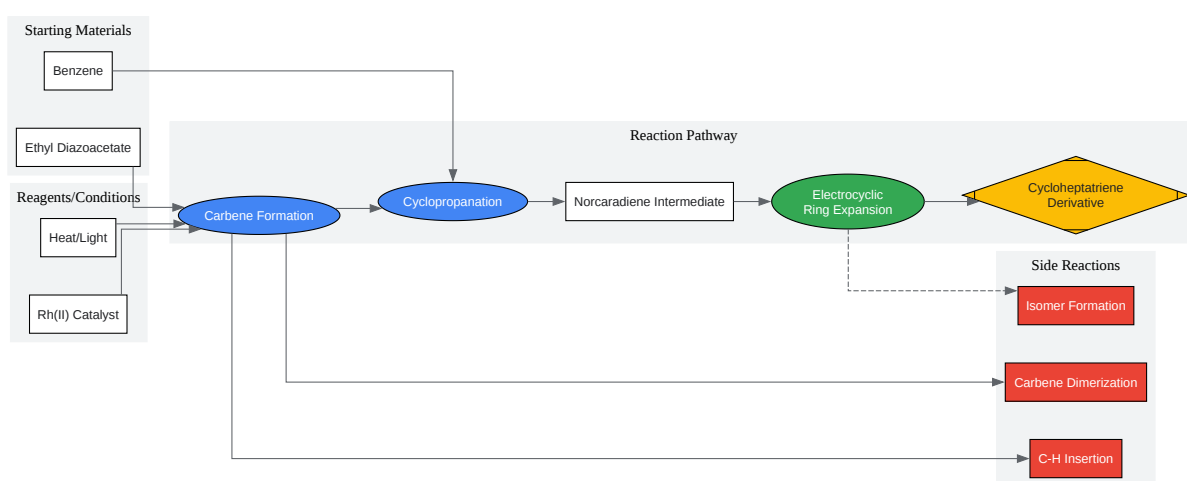 Starting Materials
Benzene
Ethyl Diazoacetate
Reagents/Conditions
Heat/Light
Rh(II) Catalyst
Reaction Pathway
Carbene Formation
Cyclopropanation
Norcaradiene Intermediate
Electrocyclic
Ring Expansion
Cycloheptatriene
Derivative
Side Reactions
Isomer Formation
Carbene Dimerization
C-H Insertion